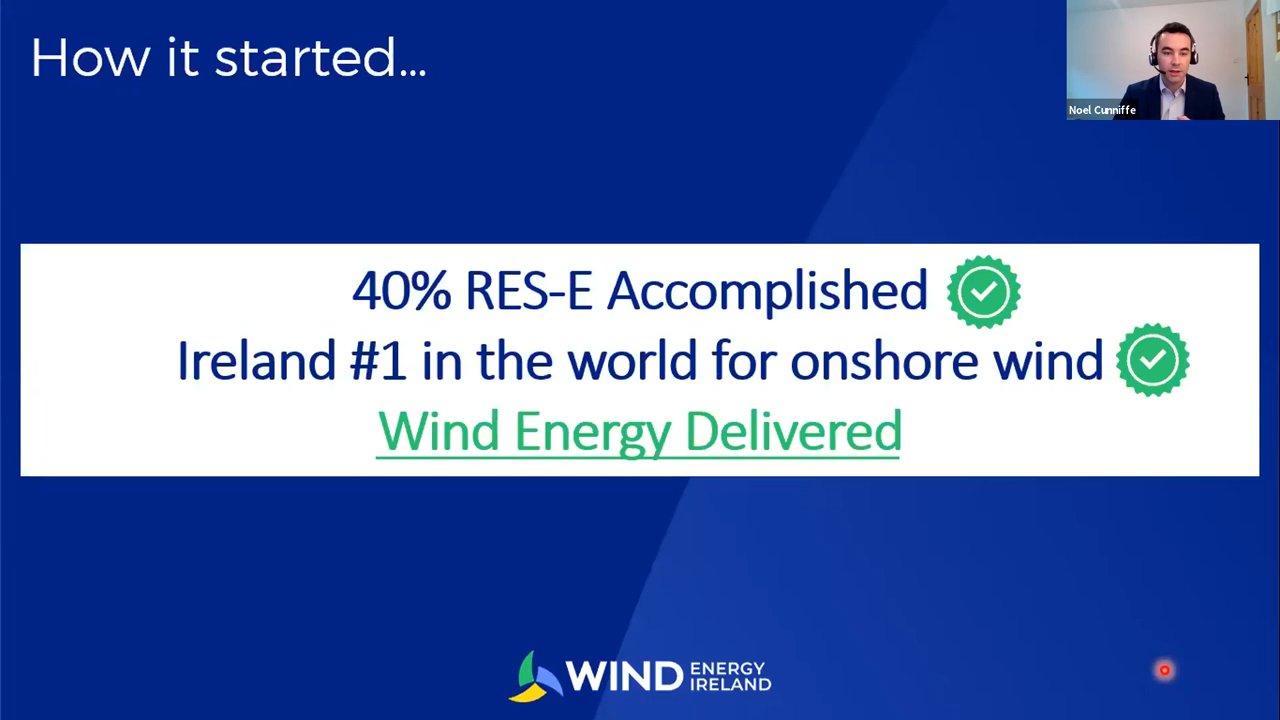 How it started...
Noel Cunniffe
40% RES-E Accomplished
Ireland #1 in the world for onshore wind
Wind Energy Delivered
WIND ENERGY IRELAND